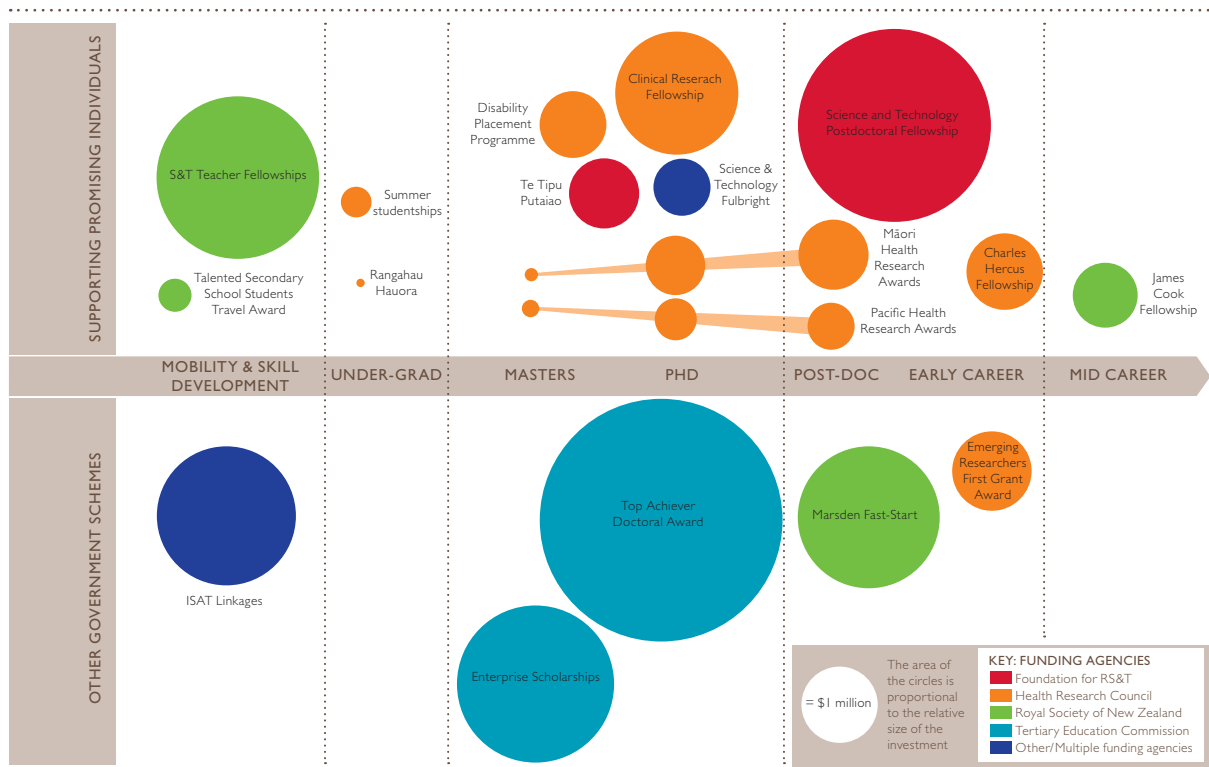 SUPPORTING PROMISING INDIVIDUALS
S&T Teacher Fellowships
Talented Secondary
School Students
Travel Award
Summer
studentships
Rangahau
Hauora
Disability
Placement
Programme
Clinical Reserach
Fellowship
Te Tipu
Putaiao
Science &
Technology
Fulbright
Science and Technology
Postdoctoral Fellowship
Māori
Health
Research
Awards
Pacific Health
Research Awards
Charles
Hercus
Fellowship
James
Cook
Fellowship
MOBILITY & SKILL
DEVELOPMENT
UNDER-GRAD
MASTERS
PHD
POST-DOC
EARLY CAREER
MID CAREER
OTHER GOVERNMENT SCHEMES
ISAT Linkages
Top Achiever
Doctoral Award
Enterprise Scholarships
Marsden Fast-Start
Emerging
Researchers
First Grant
Award
= $1 million
The area of
the circles is
proportional
to the relative
size of the
investment
KEY: FUNDING AGENCIES
Foundation for RS&T
Health Research Council
Royal Society of New Zealand
Tertiary Education Commission
Other/Multiple funding agencies